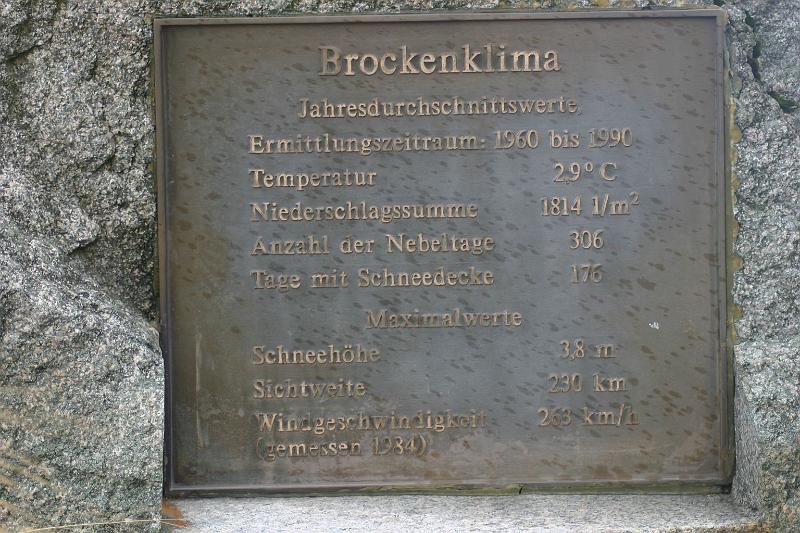 Brockenklima
Jahresdurchschnittswerte
Ermittlungszeitraum: 1960 bis 1990
Temperatur 2,9° C
Niederschlagssumme 1814 l/m²
Anzahl der Nebeltage 306
Tage mit Schneedecke 176
Maximalwerte
Schneehöhe 3,8 m
Sichtweite 230 km
Windgeschwindigkeit 263 km/h
(gemessen 1984)